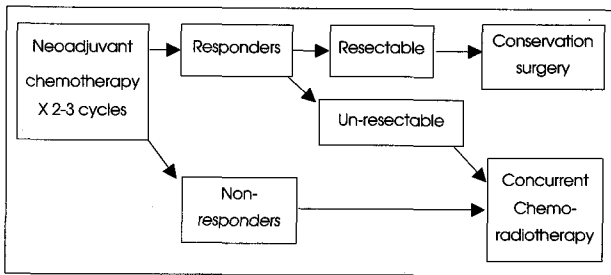 Neoadjuvant
chemotherapy
X 2-3 cycles
Responders
Resectable
Conservation
surgery
Un-resectable
Non-
responders
Concurrent
Chemo-
radiotherapy